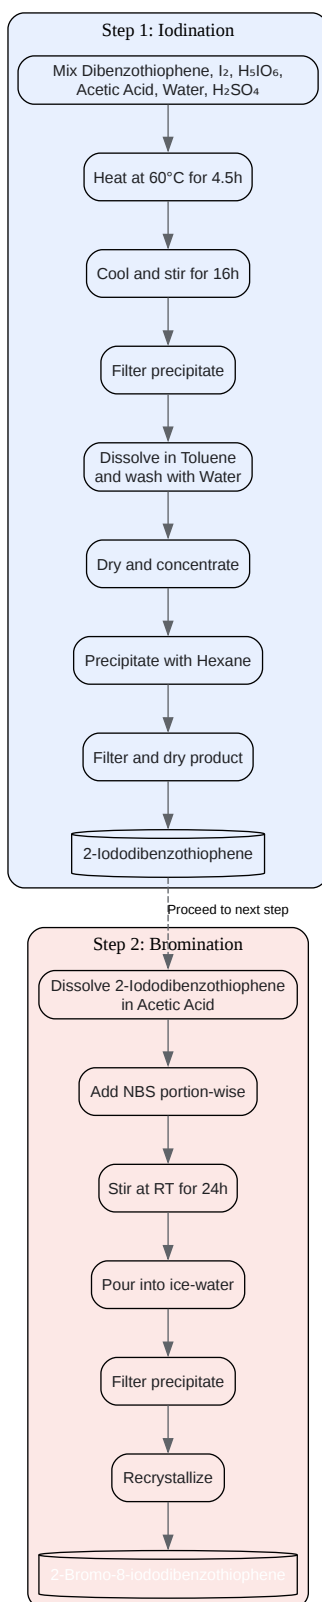 Step 1: Iodination
Mix Dibenzothiophene, I₂, H₅IO₆,
Acetic Acid, Water, H₂SO₄
Heat at 60°C for 4.5h
Cool and stir for 16h
Filter precipitate
Dissolve in Toluene
and wash with Water
Dry and concentrate
Precipitate with Hexane
Filter and dry product
2-Iododibenzothiophene
Proceed to next step
Step 2: Bromination
Dissolve 2-Iododibenzothiophene
in Acetic Acid
Add NBS portion-wise
Stir at RT for 24h
Pour into ice-water
Filter precipitate
Recrystallize
2-Bromo-8-iododibenzothiophene